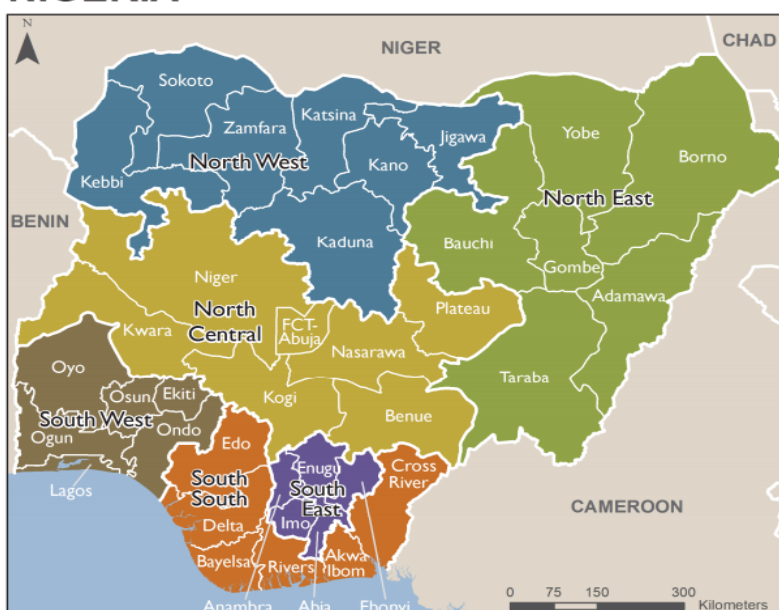 NIGERIA
N
NIGER
CHAD
Sokoto
Katsina
Zamfara
Jigawa
Yobe
Borno
North West
Kano
Kebbi
North East
BENIN
Kaduna
Bauchi
Niger
Gombe
Adamawa
North
Central
Plateau
FCT-
Abuja
Kwara
Nasarawa
Oyo
Taraba
Osun
Ekiti
Kogi
South West
Benue
Ogun
Ondo
Edo
Enugu
Cross
River
South
South
South
East
Lagos
Delta
Imo
CAMEROON
Bayelsa
Rivers
Akwa
Ibom
Anambra
Abia
Ebonyi
0 75 150 300
Kilometers